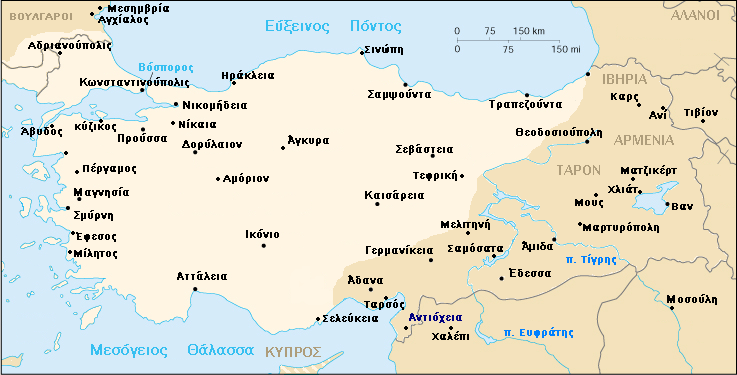 Μεσημβρία
ΒΟΥΛΓΑΡΟΙ
Αγχίαλος
ΑΛΑΝΟΙ
Εύξεινος Πόντος
0 75 150 km
0 75 150 mi
Αδριανούπολις
Σινώπη
Βόσπορος
Κωνσταντινούπολις
Ηράκλεια
ΙΒΗΡΙΑ
Σαμψούντα
Καρς
Νικομήδεια
Τραπεζούντα
Ανί
Τιβίον
Άβυδος
κύζικος
Νίκαια
Προύσσα
Θεοδοσιούπολη
Δορύλαιον
Άγκυρα
ΑΡΜΕΝΙΑ
Σεβάστεια
Πέργαμος
Τεφρική
ΤΑΡΟΝ
Ματζικέρτ
Αμόριον
Μαγνησία
Καισάρεια
Χλιάτ
Μους
Βαν
Σμύρνη
Μελιτηνή
Μαρτυρόπολη
Έφεσος
Ικόνιο
Μίλητος
Γερμανίκεια
Σαμόσατα
Άμιδα
π. Τίγρης
Αττάλεια
Άδανα
Έδεσσα
Ταρσός
Μοσούλη
Σελεύκεια
Αντιόχεια
Χαλέπι
π. Ευφράτης
Μεσόγειος Θάλασσα
ΚΥΠΡΟΣ